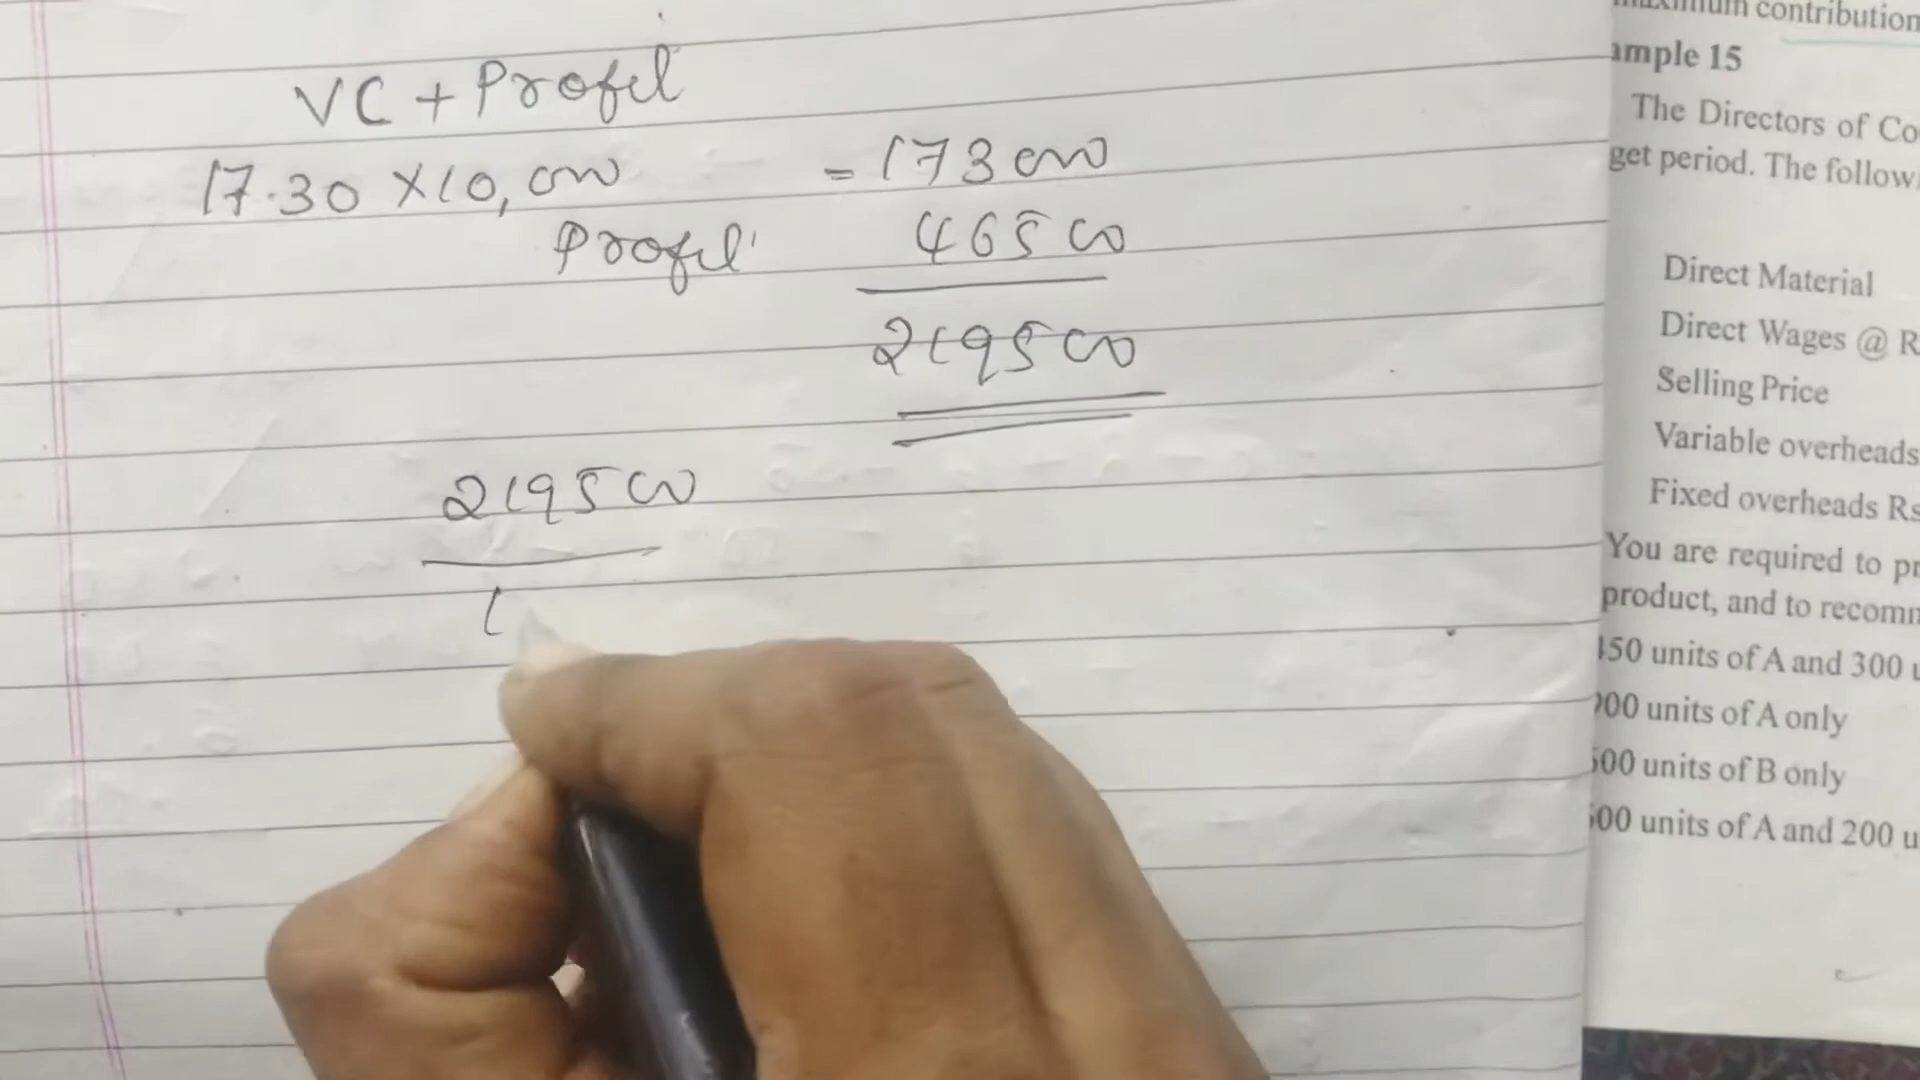 VC + Profit
17.30 × 10,000 = 173000
Profit 46500
219500
219500
1
contribution
ample 15
The Directors of Co
get period. The follow
Direct Material
Direct Wages @ R
Selling Price
Variable overheads
Fixed overheads Rs
You are required to pr
product, and to recom
150 units of A and 300 u
00 units of A only
00 units of B only
00 units of A and 200 u